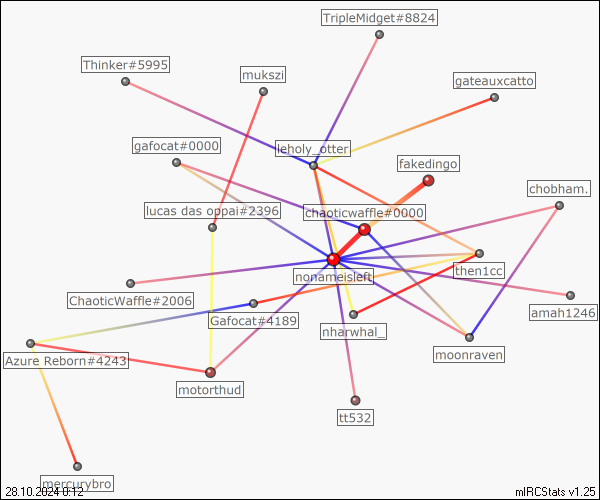 TripleMidget#8824
Thinker#5995
mukszi
gateauxcatto
gafocat#0000
leholy_otter
fakedingo
chobham.
lucas das oppai#2396
chaoticwaffle#0000
nonameisleft
then1cc
ChaoticWaffle#2006
amah1246
Gafocat#4189
nharwhal_
moonraven
Azure Reborn#4243
motorthud
tt532
mercurybro
28.10.2024 0:12
mIRCStats v1.25